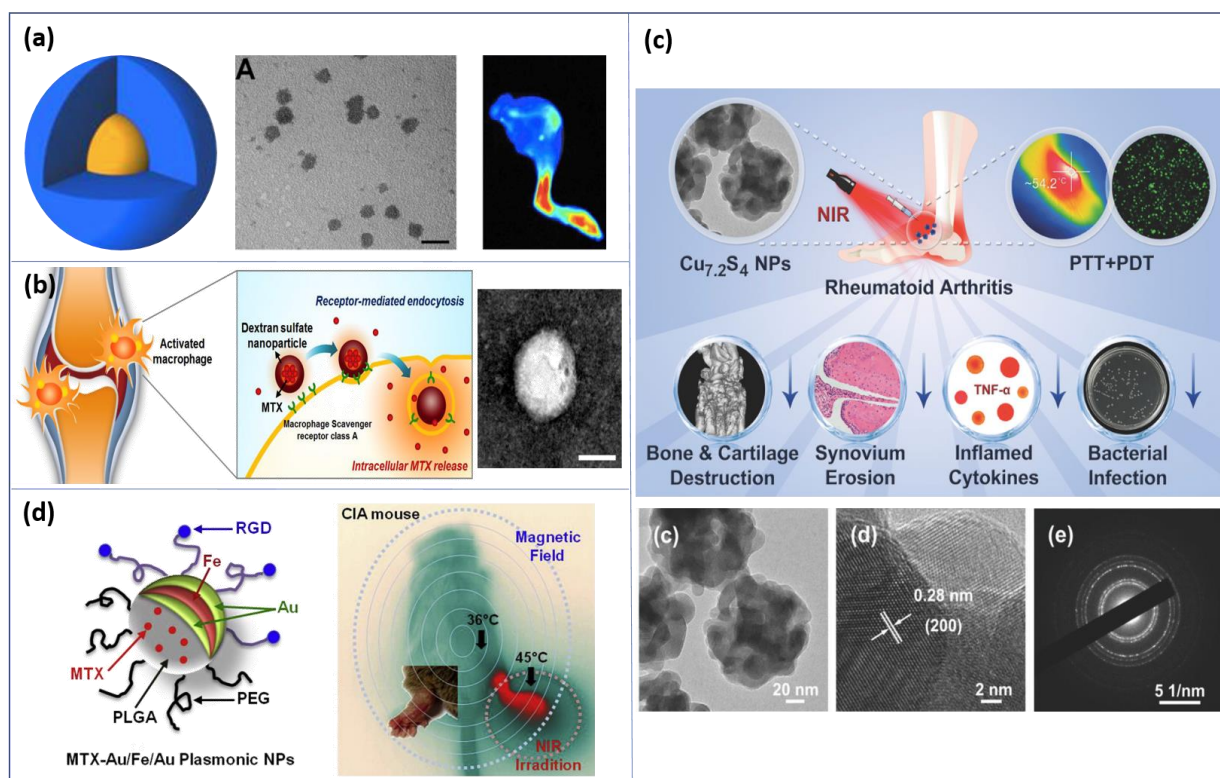 (a)
A
(b)
Activated
macrophage
Receptor-mediated endocytosis
Dextran sulfate
nanoparticle
MTX
Macrophage Scavenger
receptor class A
Intracellular MTX release
(d)
RGD
Fe
Au
MTX
PLGA
PEG
MTX-Au/Fe/Au Plasmonic NPs
CIA mouse
Magnetic
Field
36°C
45°C
NIR
Irradition
(c)
NIR
~54.2°C
Cu7.2S4 NPs
PTT+PDT
Rheumatoid Arthritis
TNF-α
Bone & Cartilage
Destruction
Synovium
Erosion
Inflamed
Cytokines
Bacterial
Infection
(c)
20 nm
(d)
0.28 nm
(200)
2 nm
(e)
5 1/nm